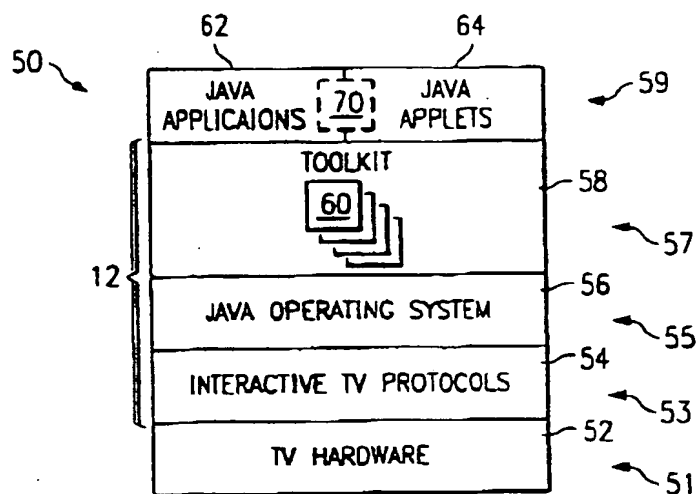 62
64
50
JAVA APPLICAIONS
70
JAVA APPLETS
59
TOOLKIT
58
60
57
12
56
JAVA OPERATING SYSTEM
55
54
INTERACTIVE TV PROTOCOLS
53
52
TV HARDWARE
51